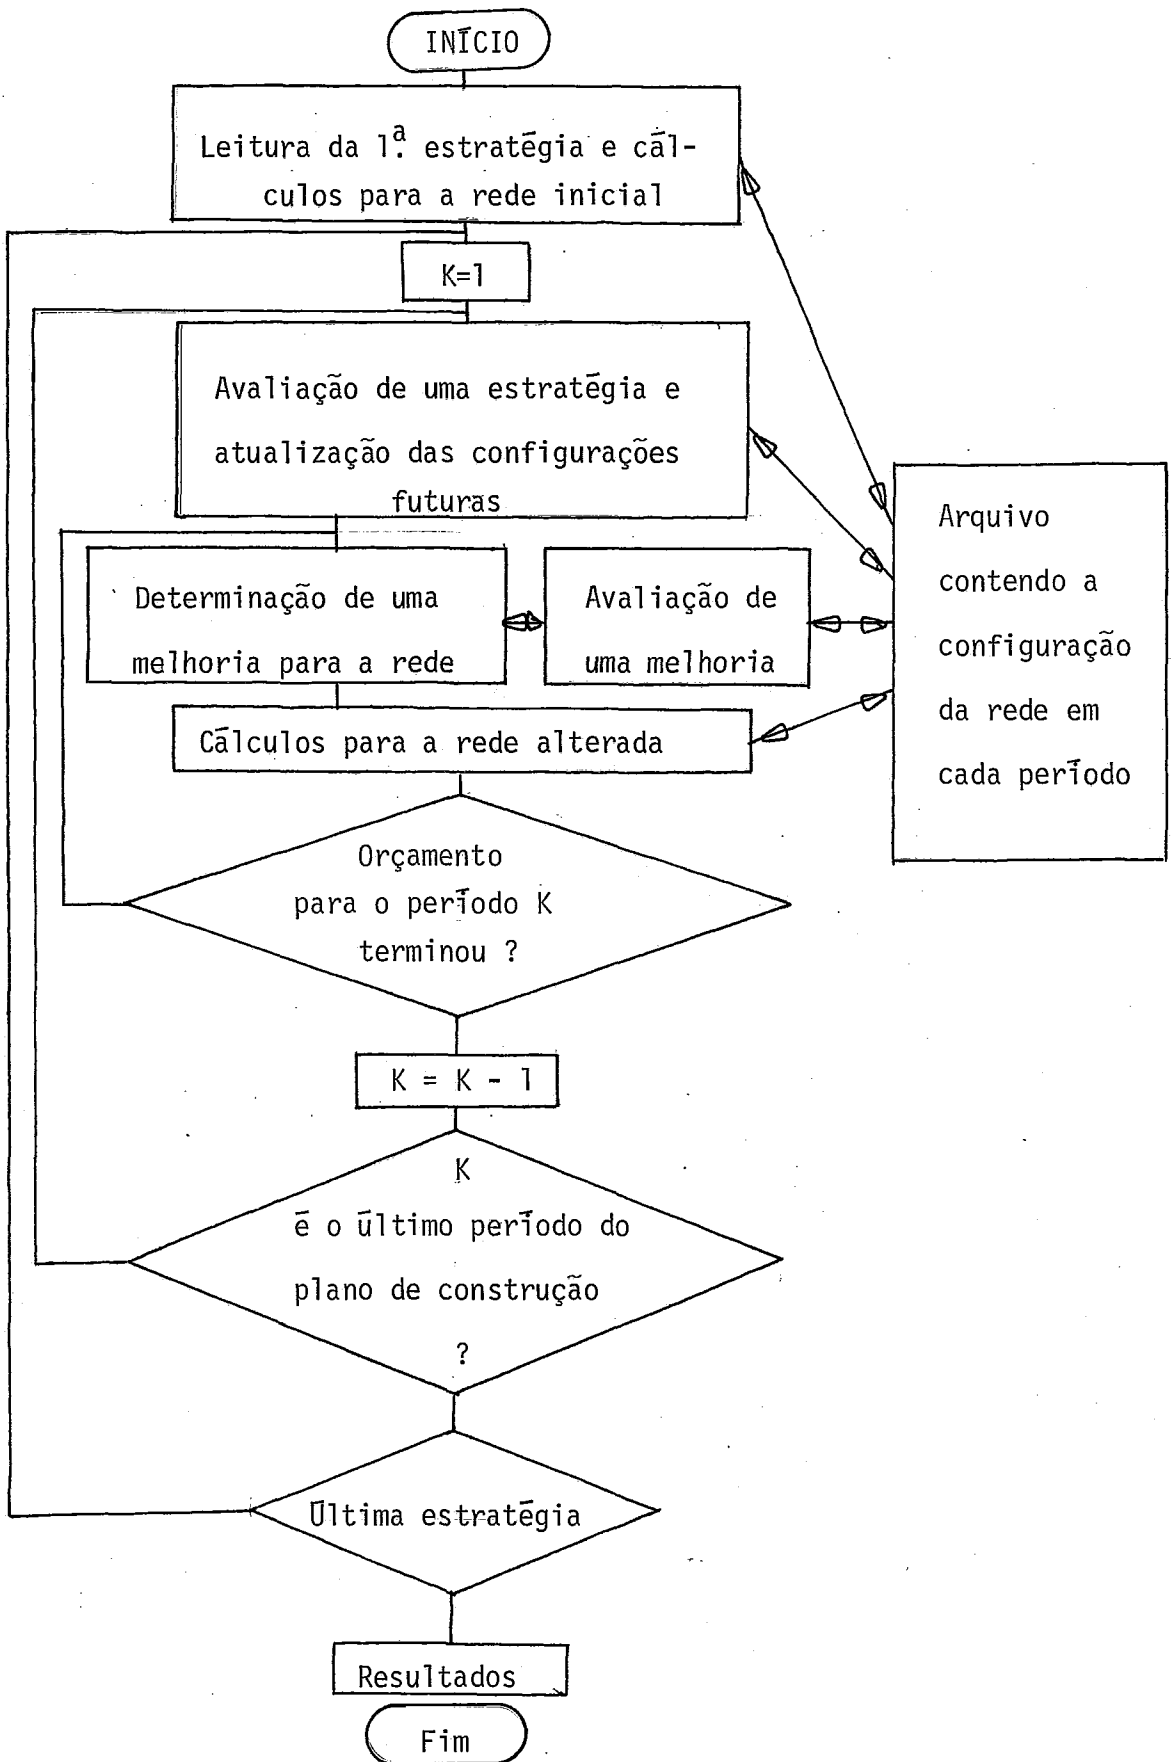 INÍCIO
Leitura da 1.ª estratégia e cál-
culos para a rede inicial
K=1
Avaliação de uma estratégia e
atualização das configurações
futuras
Determinação de uma
melhoria para a rede
Avaliação de
uma melhoria
Arquivo
contendo a
configuração
da rede em
cada período
Cálculos para a rede alterada
Orçamento
para o período K
terminou ?
K = K - 1
K
é o último período do
plano de construção
?
Última estratégia
Resultados
Fim